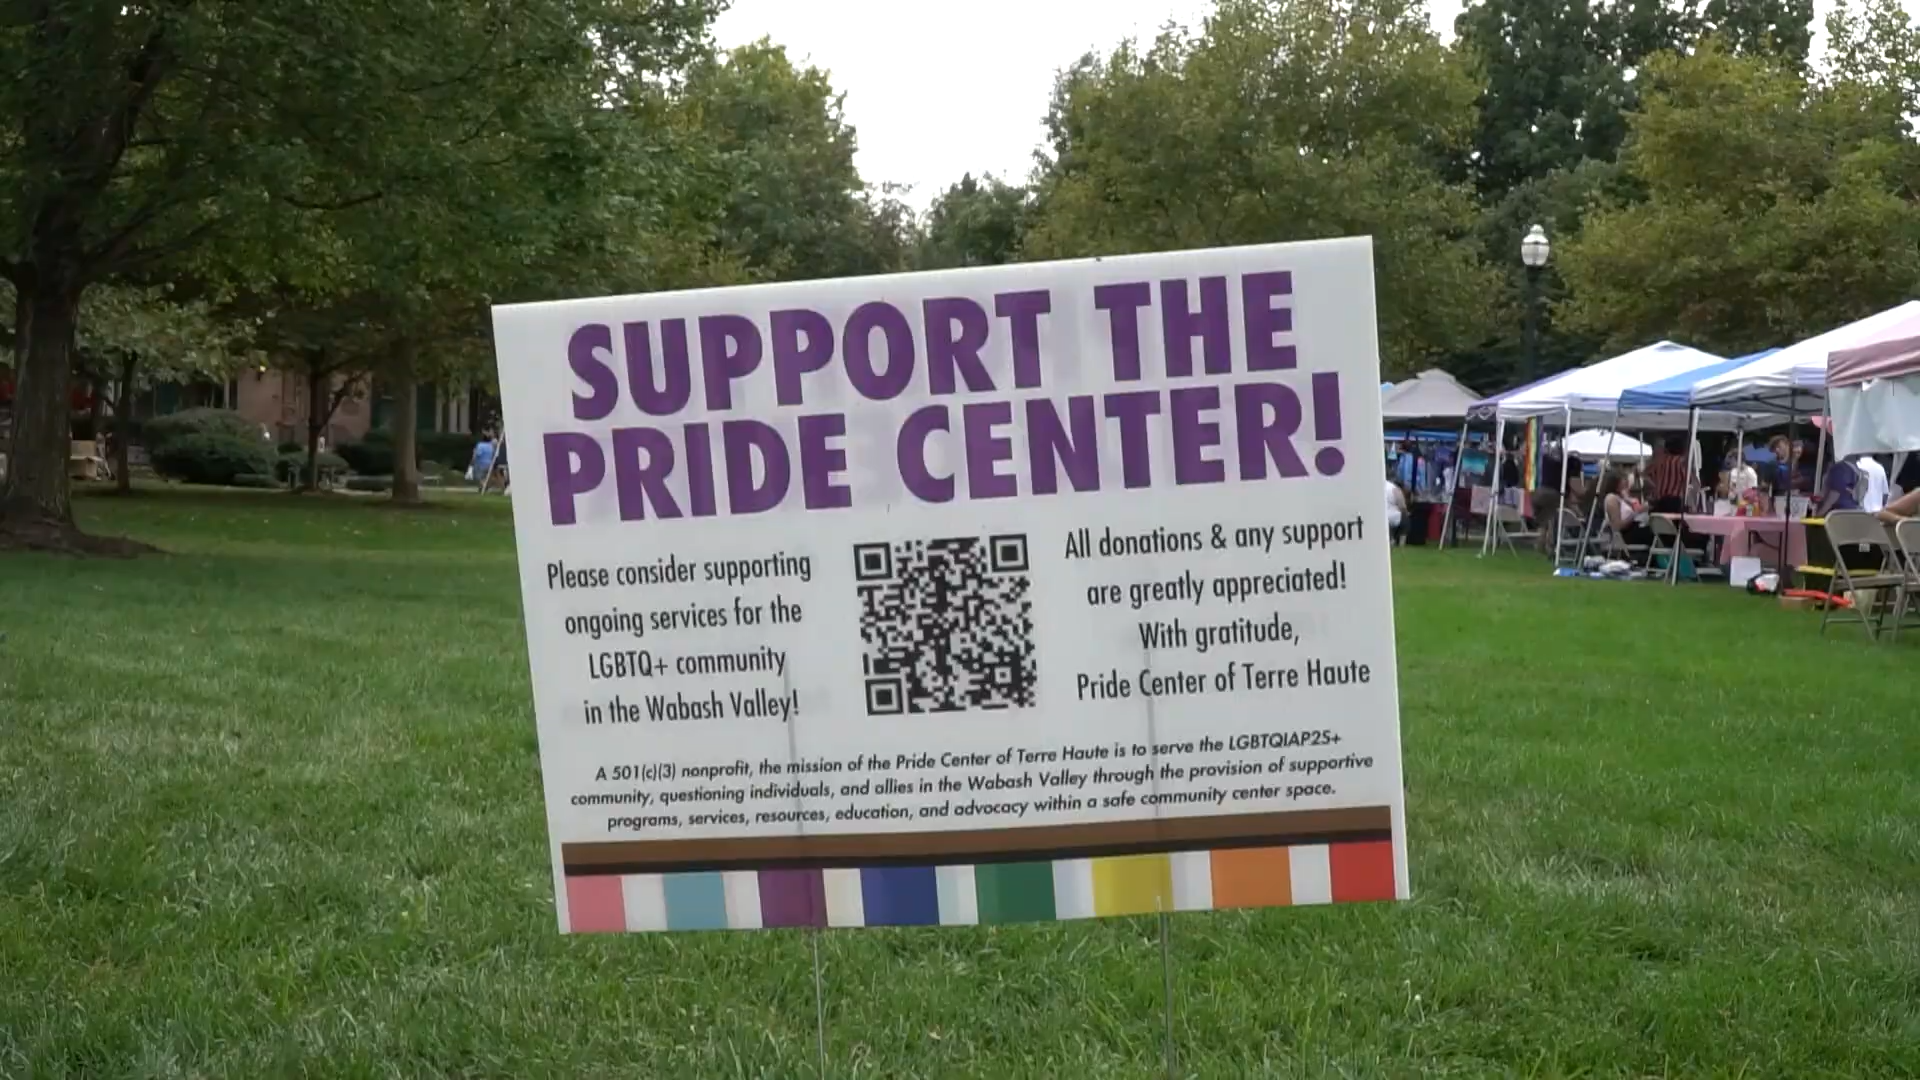 SUPPORT THE
PRIDE CENTER!
Please consider supporting
ongoing services for the
LGBTQ+ community
in the Wabash Valley!
All donations & any support
are greatly appreciated!
With gratitude,
Pride Center of Terre Haute
A 501(c)(3) nonprofit, the mission of the Pride Center of Terre Haute is to serve the LGBTQIAP2S+
community, questioning individuals, and allies in the Wabash Valley through the provision of supportive
programs, services, resources, education, and advocacy within a safe community center space.